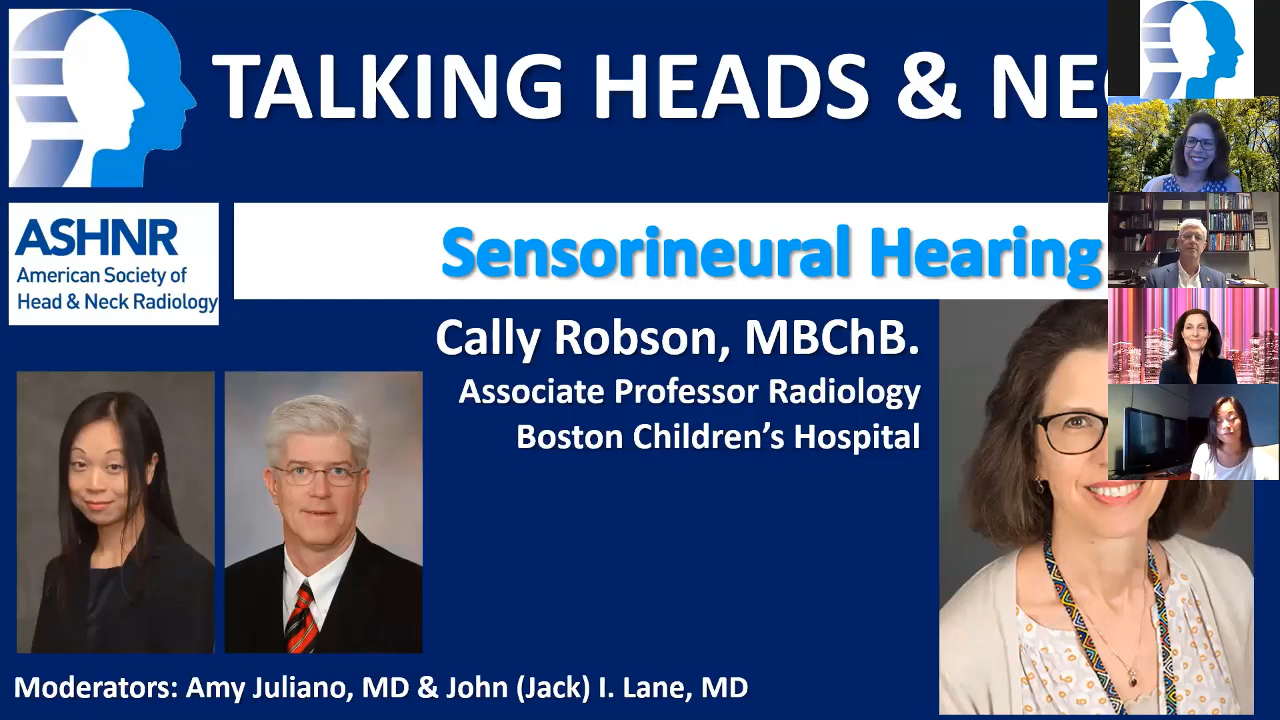 TALKING HEADS & NE
ASHNR
American Society of
Head & Neck Radiology
Sensorineural Hearing
Cally Robson, MBChB.
Associate Professor Radiology
Boston Children's Hospital
Moderators: Amy Juliano, MD & John (Jack) I. Lane, MD